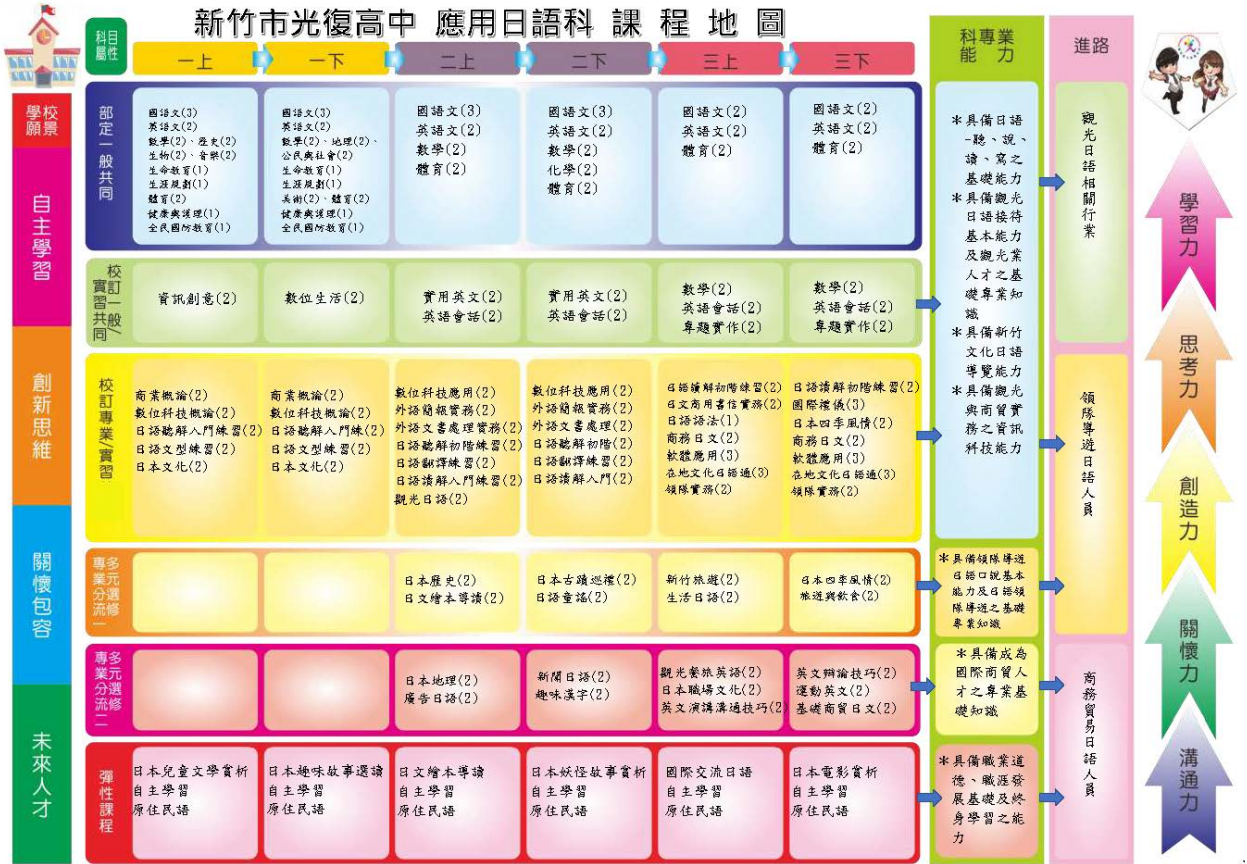 新竹市光復高中 應用日語科 課 程 地 圖
科目
屬性
一上
一下
二上
二下
三上
三下
科專業
能 力
進路
學校
願景
自主學習
創新思維
關懷包容
未來人才
部定一般共同
國語文(3)
英語文(2)
數學(2)、歷史(2)
生物(2)、音樂(2)
生命教育(1)
生涯規劃(1)
體育(2)
健康與護理(1)
全民國防教育(1)
國語文(3)
英語文(2)
數學(2)、地理(2)、
公民與社會(2)
生命教育(1)
生涯規劃(1)
美術(2)、體育(2)
健康與護理(1)
全民國防教育(1)
國語文(3)
英語文(2)
數學(2)
體育(2)
國語文(3)
英語文(2)
數學(2)
化學(2)
體育(2)
國語文(2)
英語文(2)
體育(2)
國語文(2)
英語文(2)
體育(2)
校訂一般/
實習共同
資訊創意(2)
數位生活(2)
實用英文(2)
英語會話(2)
實用英文(2)
英語會話(2)
數學(2)
英語會話(2)
專題實作(2)
數學(2)
英語會話(2)
專題實作(2)
校訂專業/實習
商業概論(2)
數位科技概論(2)
日語聽解入門練習(2)
日語文型練習(2)
日本文化(2)
商業概論(2)
數位科技概論(2)
日語聽解入門練(2)
日語文型練習(2)
日本文化(2)
數位科技應用(2)
外語簡報實務(2)
外語文書處理實務(2)
日語聽解初階練習(2)
日語翻譯練習(2)
日語讀解入門練習(2)
觀光日語(2)
數位科技應用(2)
外語簡報實務(2)
外語文書處理(2)
日語聽解初階(2)
日語翻譯練習(2)
日語讀解入門(2)
日語讀解初階練習(2)
日文商用書信實務(2)
日語語法(1)
商務日文(2)
軟體應用(3)
在地文化日語通(3)
領隊實務(2)
日語讀解初階練習(2)
國際禮儀(3)
日本四季風情(2)
商務日文(2)
軟體應用(3)
在地文化日語通(3)
領隊實務(2)
多元選修
專業分流一
日本歷史(2)
日文繪本導讀(2)
日本古蹟巡禮(2)
日語童謠(2)
新竹旅遊(2)
生活日語(2)
日本四季風情(2)
旅遊與飲食(2)
多元選修
專業分流二
日本地理(2)
廣告日語(2)
新聞日語(2)
趣味漢字(2)
觀光餐旅英語(2)
日本職場文化(2)
英文演講溝通技巧(2)
英文辯論技巧(2)
運動英文(2)
基礎商貿日文(2)
彈性課程
日本兒童文學賞析
自主學習
原住民語
日本趣味故事選讀
自主學習
原住民語
日文繪本導讀
自主學習
原住民語
日本妖怪故事賞析
自主學習
原住民語
國際交流日語
自主學習
原住民語
日本電影賞析
自主學習
原住民語
*具備日語
-聽、說、
讀、寫之
基礎能力
*具備觀光
日語接待
基本能力
及觀光業
人才之基
礎專業知
識
*具備新竹
文化日語
導覽能力
*具備觀光
與商貿實
務之資訊
科技能力
*具備領隊導遊
日語口說基本
能力及日語領
隊導遊之基礎
專業知識
*具備成為
國際商貿人
才之專業基
礎知識
*具備職業道
德、職涯發
展基礎及終
身學習之能
力
觀光日語相關行業
領隊導遊日語人員
商務貿易日語人員
學習力
思考力
創造力
關懷力
溝通力